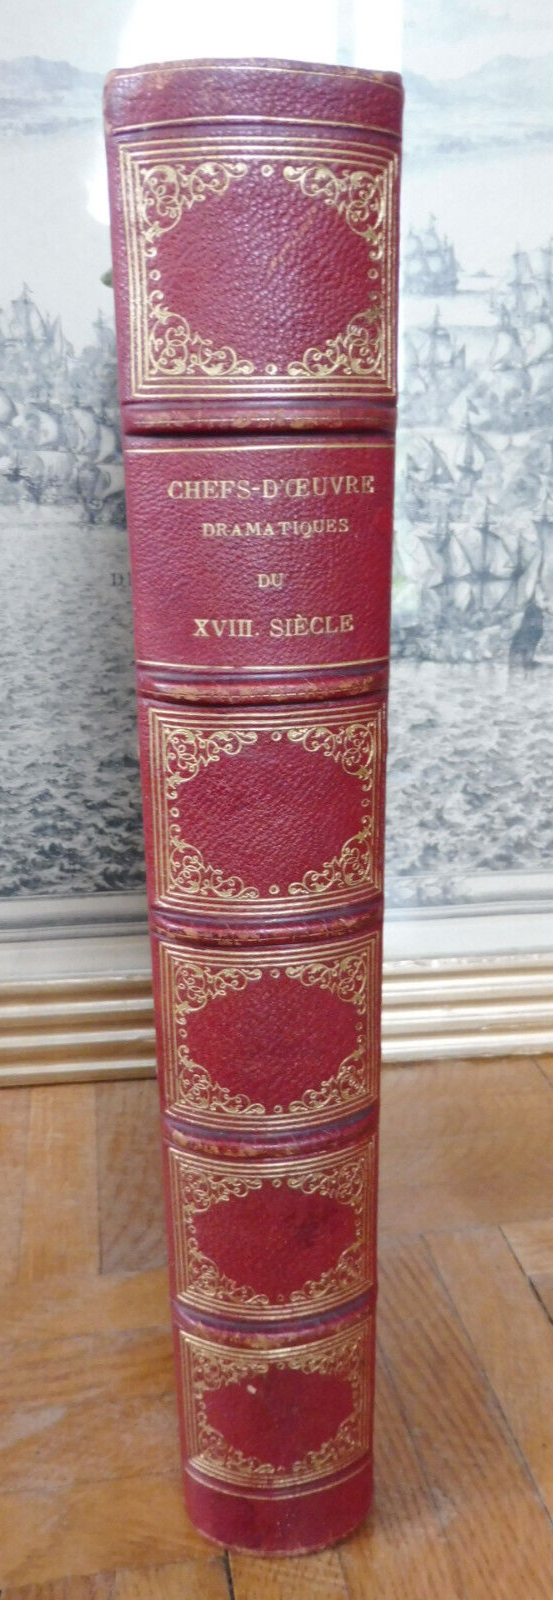 CHEFS-D'ŒUVRE
DRAMATIQUES
DU
XVIII. SIÈCLE